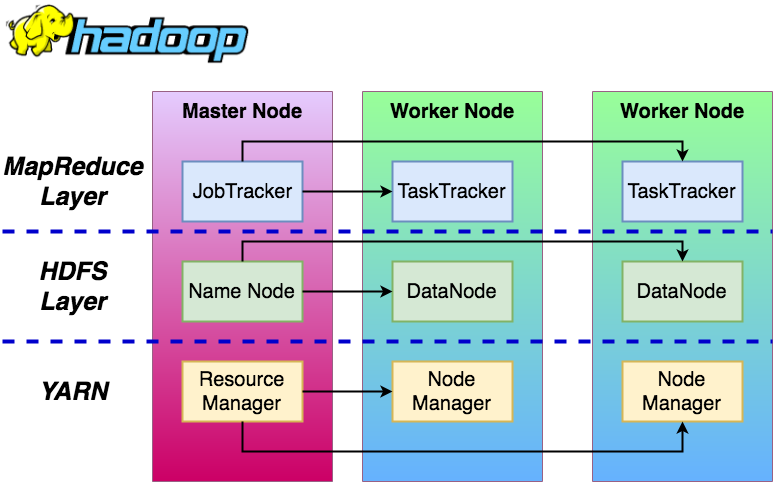 hadoop
Master Node
Worker Node
Worker Node
MapReduce
Layer
JobTracker
TaskTracker
TaskTracker
HDFS
Layer
Name Node
DataNode
DataNode
YARN
Resource
Manager
Node
Manager
Node
Manager